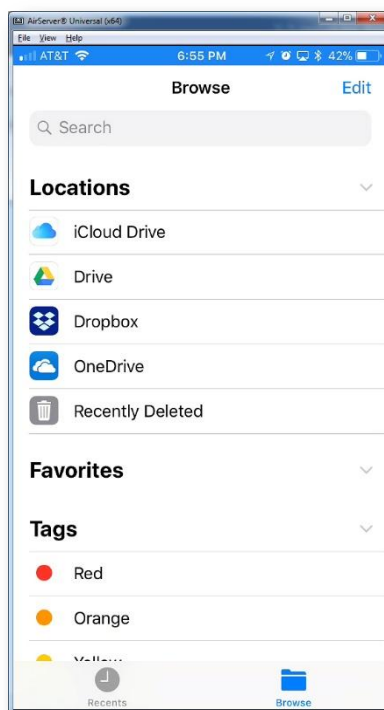 AirServer® Universal (x64)
File View Help
AT&T 6:55 PM 42%
Browse Edit
Search
Locations
iCloud Drive
Drive
Dropbox
OneDrive
Recently Deleted
Favorites
Tags
Red
Orange
Yellow
Recents Browse